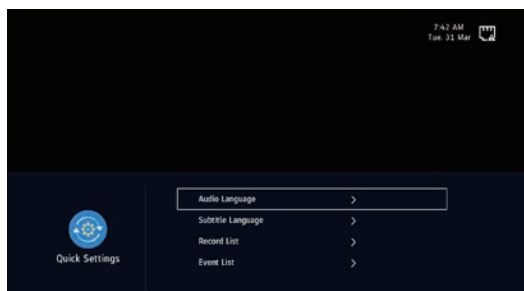 7:42 AM
Tue. 31 Mar
Audio Language
Subtitle Language
Record List
Event List
Quick Settings